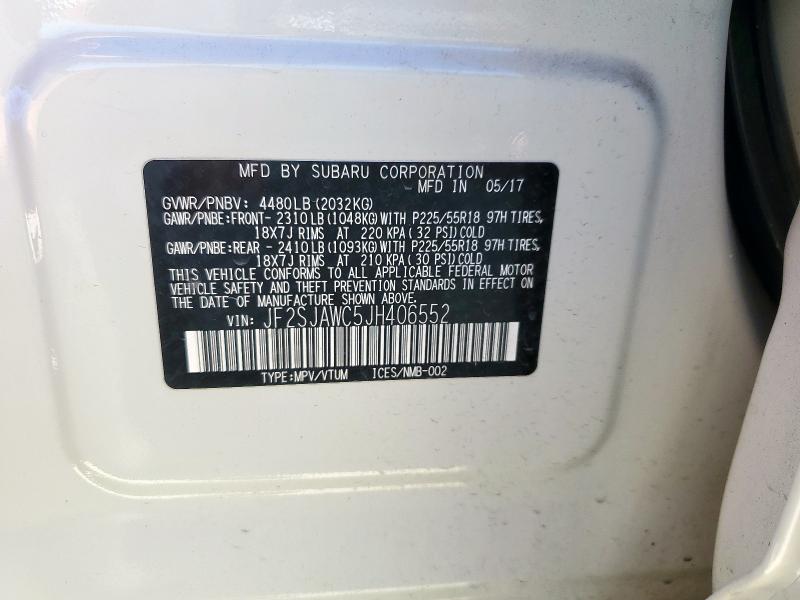 MFD BY SUBARU CORPORATION
MFD IN 05/17
GVWR/PNBV: 4480LB(2032KG)
GAWR/PNBE:FRONT- 2310LB(1048KG)WITH P225/55R18 97H TIRES,
18X7J RIMS AT 220 KPA(32 PSI)COLD
GAWR/PNBE:REAR - 2410LB(1093KG)WITH P225/55R18 97H TIRES,
18X7J RIMS AT 210 KPA(30 PSI)COLD
THIS VEHICLE CONFORMS TO ALL APPLICABLE FEDERAL MOTOR
VEHICLE SAFETY AND THEFT PREVENTION STANDARDS IN EFFECT ON
THE DATE OF MANUFACTURE SHOWN ABOVE.
VIN: JF2SJAWC5JH406552
TYPE:MPV/VTUM ICES/NMB-002